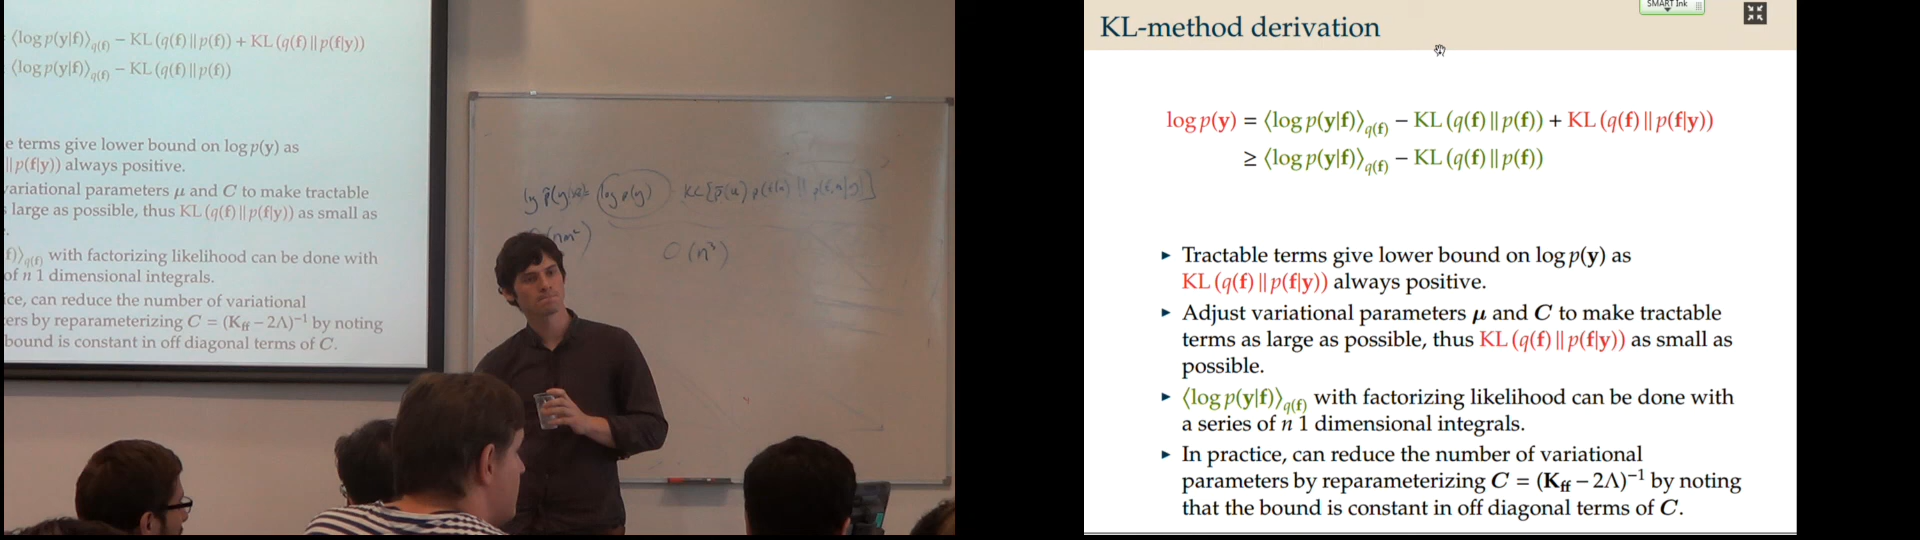 ⟨log p(y|f)⟩q(f) − KL (q(f) || p(f)) + KL (q(f) || p(f|y))
⟨log p(y|f)⟩q(f) − KL (q(f) || p(f))
e terms give lower bound on log p(y) as
|| p(f|y)) always positive.
variational parameters μ and C to make tractable
large as possible, thus KL (q(f) || p(f|y)) as small as
f)⟩q(f) with factorizing likelihood can be done with
of n 1 dimensional integrals.
ice, can reduce the number of variational
ers by reparameterizing C = (Kff − 2Λ)−1 by noting
bound is constant in off diagonal terms of C.
log p(y)
O(n³)
SMART Ink
KL-method derivation
log p(y) = ⟨log p(y|f)⟩q(f) − KL (q(f) || p(f)) + KL (q(f) || p(f|y))
≥ ⟨log p(y|f)⟩q(f) − KL (q(f) || p(f))
▸ Tractable terms give lower bound on log p(y) as
KL (q(f) || p(f|y)) always positive.
▸ Adjust variational parameters μ and C to make tractable
terms as large as possible, thus KL (q(f) || p(f|y)) as small as
possible.
▸ ⟨log p(y|f)⟩q(f) with factorizing likelihood can be done with
a series of n 1 dimensional integrals.
▸ In practice, can reduce the number of variational
parameters by reparameterizing C = (Kff − 2Λ)−1 by noting
that the bound is constant in off diagonal terms of C.